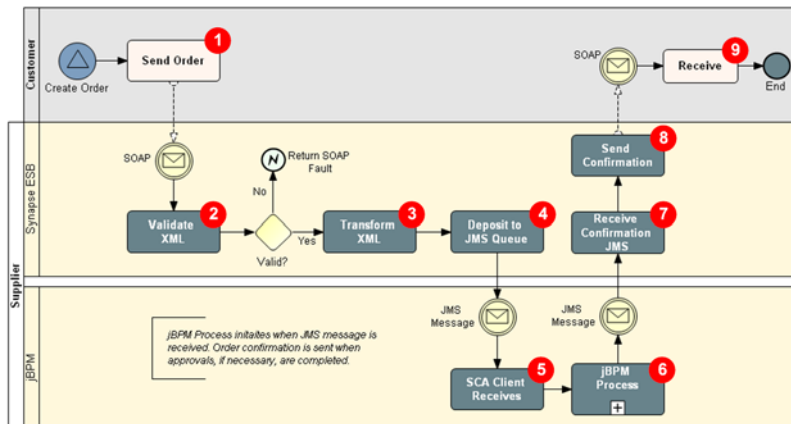 Customer
Create Order
Send Order
1
SOAP
Receive
9
End
Supplier
Synapse ESB
SOAP
Return SOAP
Fault
No
Validate
XML
2
Valid?
Yes
Transform
XML
3
Deposit to
JMS Queue
4
Send
Confirmation
8
Receive
Confirmation
JMS
7
jBPM
jBPM Process initaites when JMS message is
received. Order confirmation is sent when
approvals, if necessary, are completed.
JMS
Message
JMS
Message
SCA Client
Receives
5
jBPM
Process
6